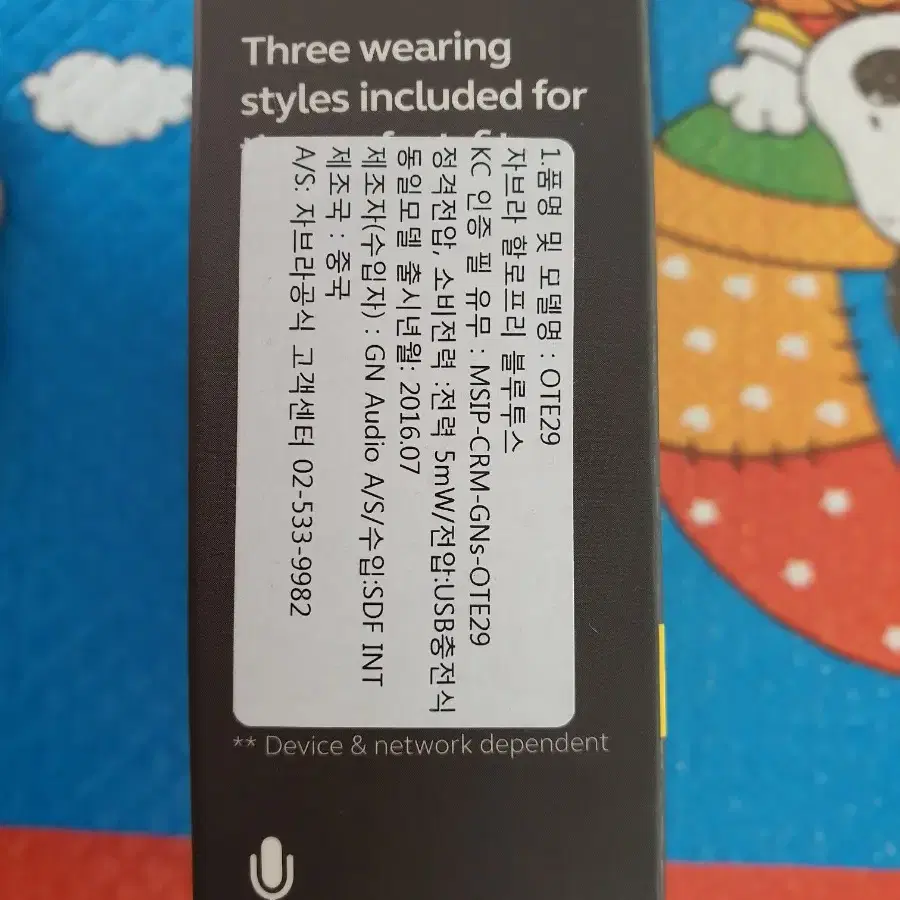 Three wearing
styles included for
1.품명 및 모델명 : OTE29
자브라 할로프리 블루투스
KC 인증 필 유무 : MSIP-CRM-GNs-OTE29
정격전압, 소비전력 :전력 5mW/전압:USB충전식
동일모델 출시년월: 2016.07
제조자(수입자) : GN Audio A/S/수입:SDF INT
제조국 : 중국
A/S: 자브라공식 고객센터 02-533-9982
** Device & network dependent